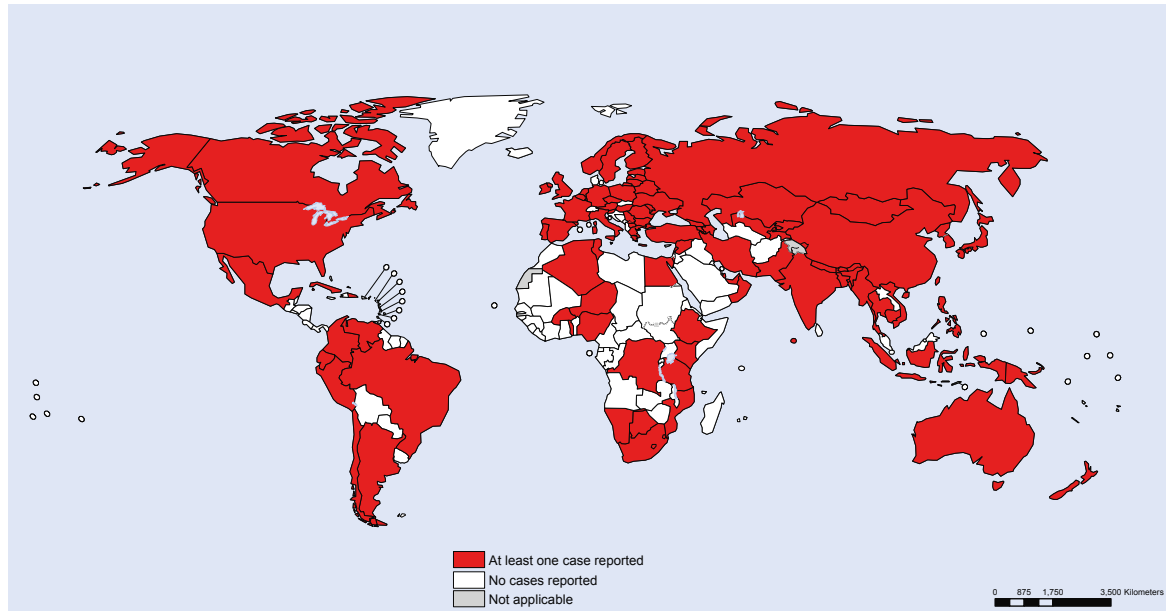 At least one case reported
No cases reported
Not applicable
0 875 1,750 3,500 Kilometers